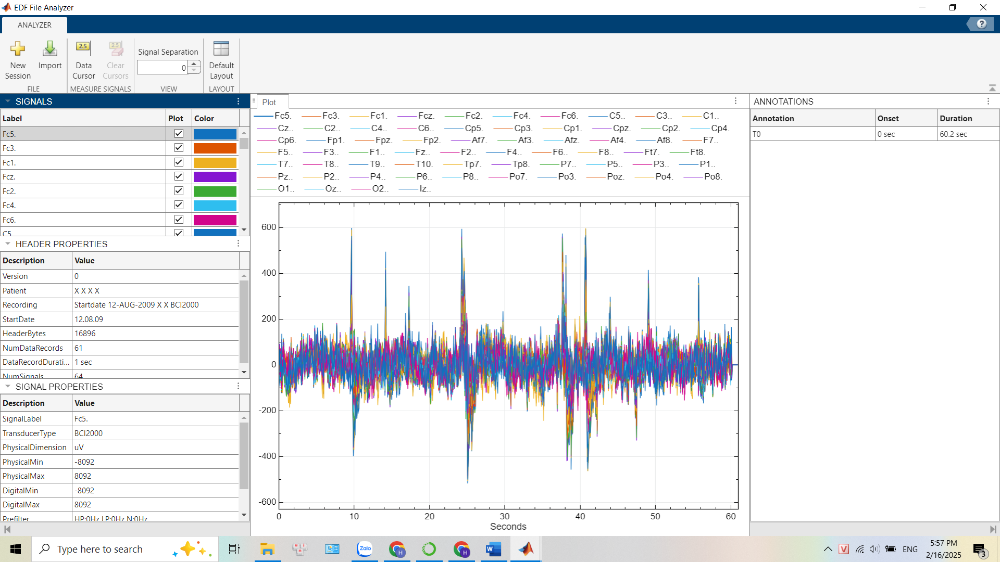 EDF File Analyzer
ANALYZER
New Session
Import
FILE
2.5
Data Cursor
2.5
Clear Cursors
MEASURE SIGNALS
Signal Separation
0
VIEW
Default Layout
LAYOUT
SIGNALS
Label Plot Color
Fc5.
Fc3.
Fc1.
Fcz.
Fc2.
Fc4.
Fc6.
C5
HEADER PROPERTIES
Description Value
Version 0
Patient X X X X
Recording Startdate 12-AUG-2009 X X BCI2000
StartDate 12.08.09
HeaderBytes 16896
NumDataRecords 61
DataRecordDurati... 1 sec
NumSignals 64
SIGNAL PROPERTIES
Description Value
SignalLabel Fc5.
TransducerType BCI2000
PhysicalDimension uV
PhysicalMin -8092
PhysicalMax 8092
DigitalMin -8092
DigitalMax 8092
Prefilter HP:0Hz LP:0Hz N:0Hz
Plot
Fc5. Fc3. Fc1. Fcz. Fc2. Fc4. Fc6. C5.. C3.. C1..
Cz.. C2.. C4.. C6.. Cp5. Cp3. Cp1. Cpz. Cp2. Cp4.
Cp6. Fp1. Fpz. Fp2. Af7. Af3. Afz. Af4. Af8. F7..
F5.. F3.. F1.. Fz.. F2.. F4.. F6.. F8.. Ft7. Ft8.
T7.. T8.. T9.. T10. Tp7. Tp8. P7.. P5.. P3.. P1..
Pz.. P2.. P4.. P6.. P8.. Po7. Po3. Poz. Po4. Po8.
O1.. Oz.. O2.. Iz..
600
400
200
0
-200
-400
-600
0 10 20 30 40 50 60
Seconds
ANNOTATIONS
Annotation Onset Duration
T0 0 sec 60.2 sec
Type here to search
Zalo
H
H
W
V
ENG
5:57 PM
2/16/2025
3